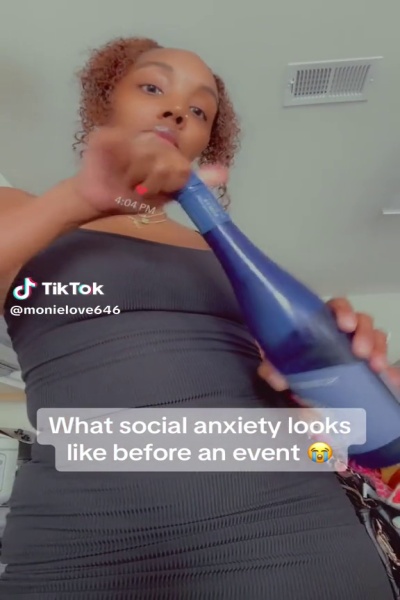 4:04 PM
TikTok
@monielove646
What social anxiety looks
like before an event 😭